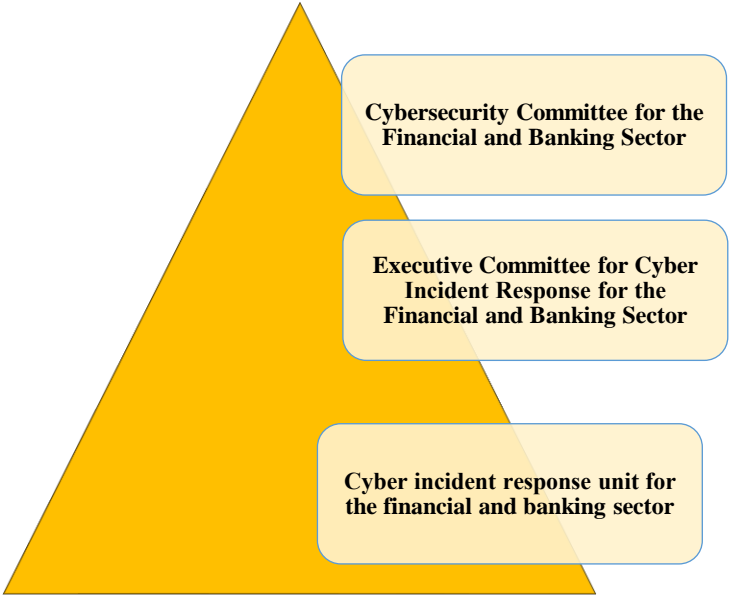 Cybersecurity Committee for the
Financial and Banking Sector
Executive Committee for Cyber
Incident Response for the
Financial and Banking Sector
Cyber incident response unit for
the financial and banking sector